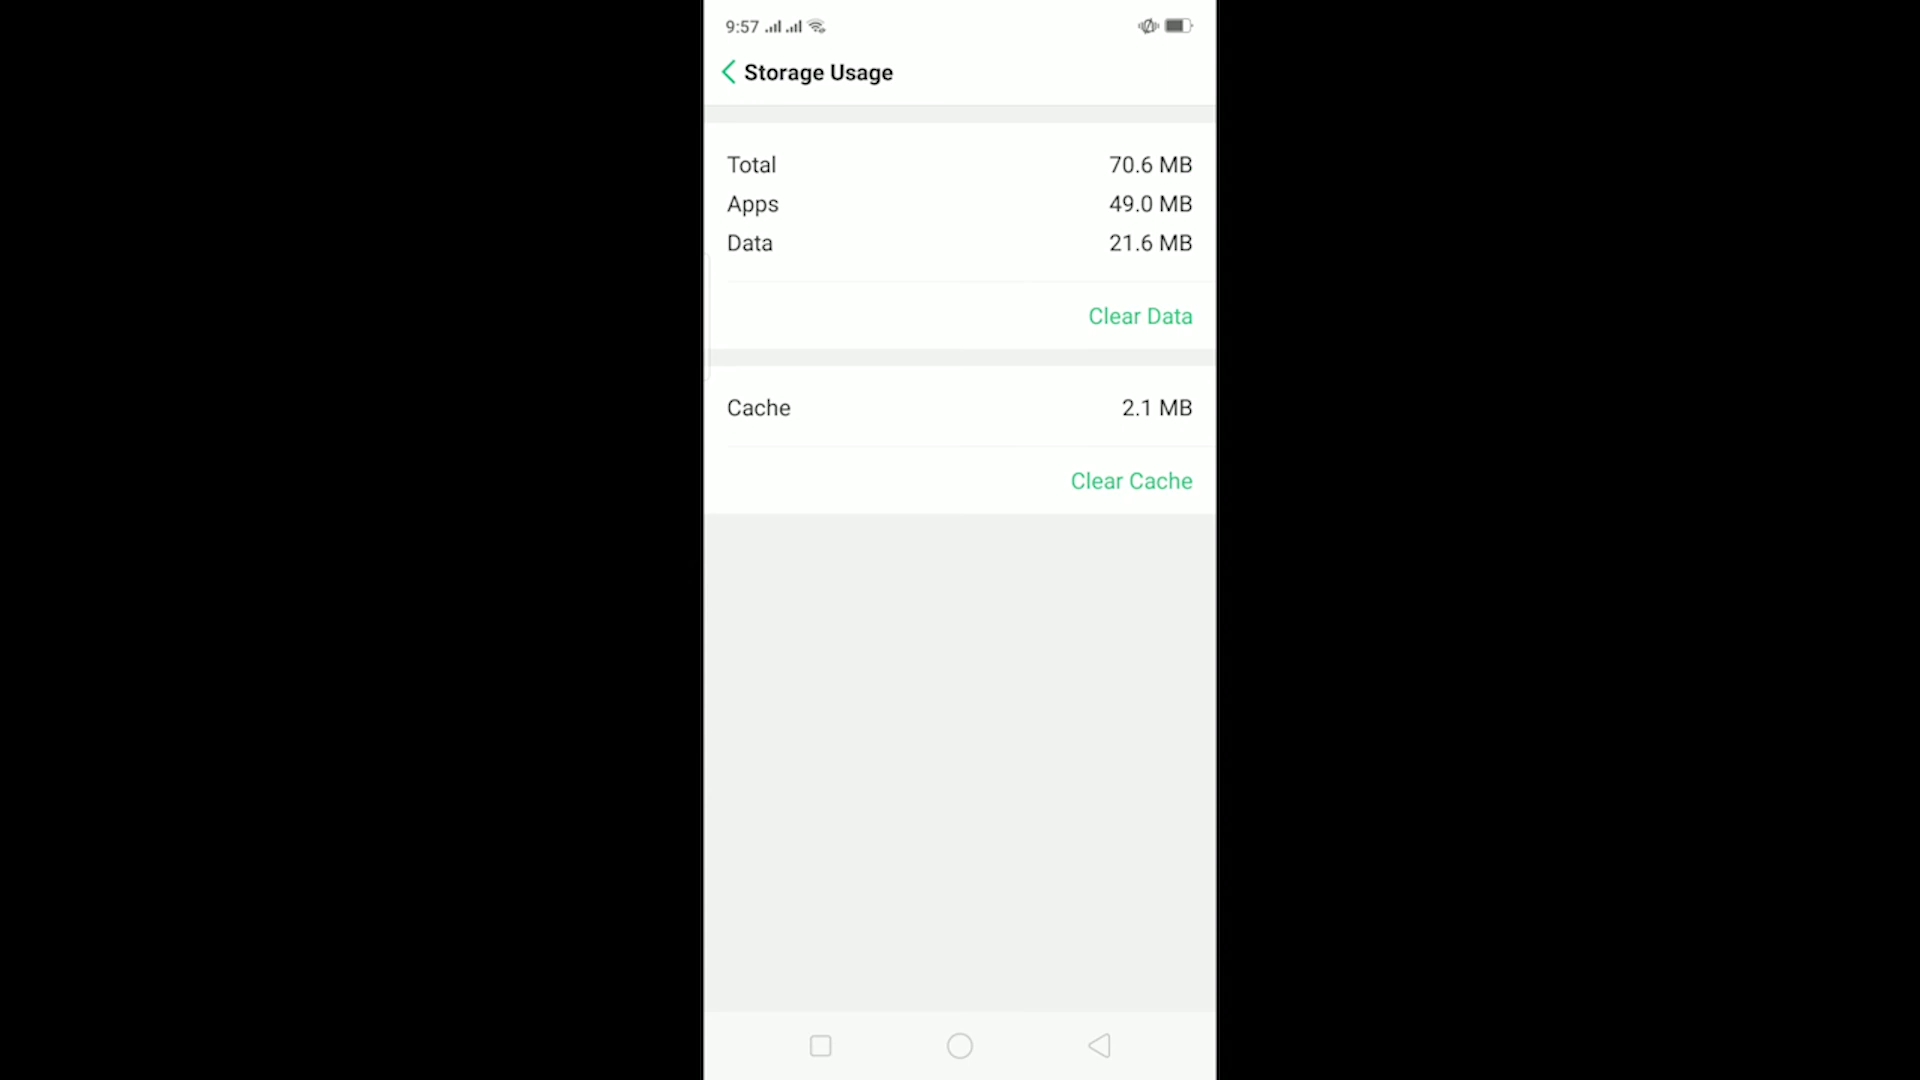 9:57
Storage Usage
Total 70.6 MB
Apps 49.0 MB
Data 21.6 MB
Clear Data
Cache 2.1 MB
Clear Cache